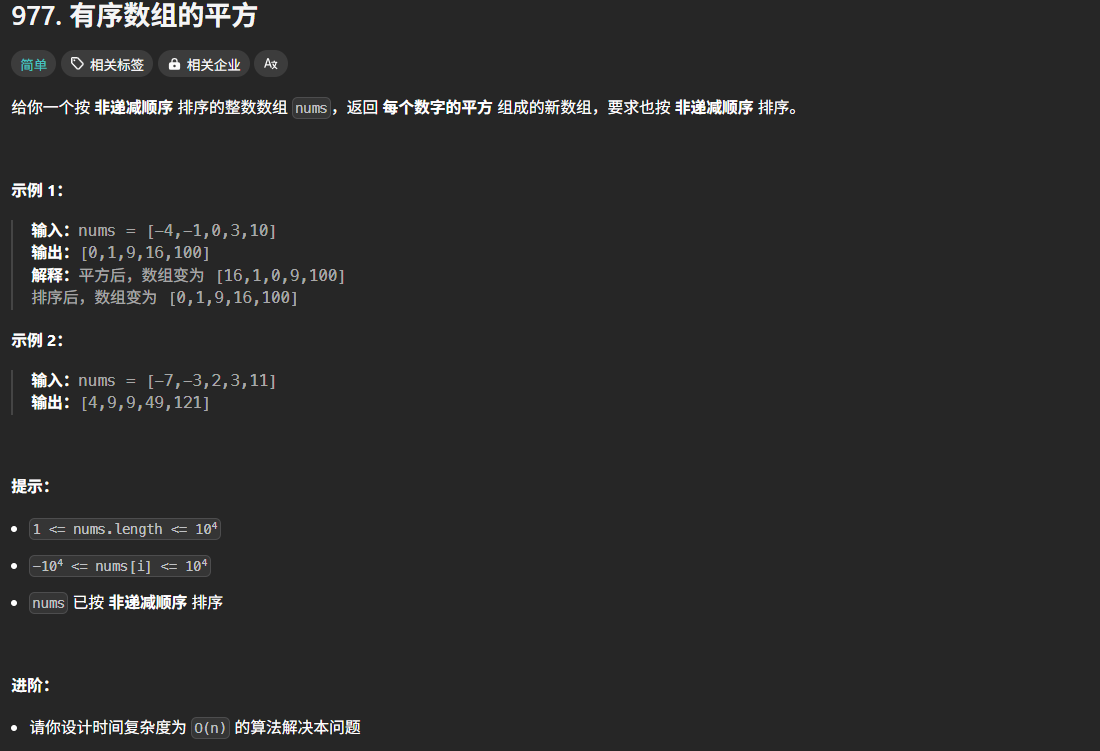 977. 有序数组的平方
简单 相关标签 相关企业 Ax
给你一个按 非递减顺序 排序的整数数组 nums，返回 每个数字的平方 组成的新数组，要求也按 非递减顺序 排序。
示例 1：
输入：nums = [-4,-1,0,3,10]
输出：[0,1,9,16,100]
解释：平方后，数组变为 [16,1,0,9,100]
排序后，数组变为 [0,1,9,16,100]
示例 2：
输入：nums = [-7,-3,2,3,11]
输出：[4,9,9,49,121]
提示：
• 1 <= nums.length <= 10⁴
• -10⁴ <= nums[i] <= 10⁴
• nums 已按 非递减顺序 排序
进阶：
• 请你设计时间复杂度为 O(n) 的算法解决本问题